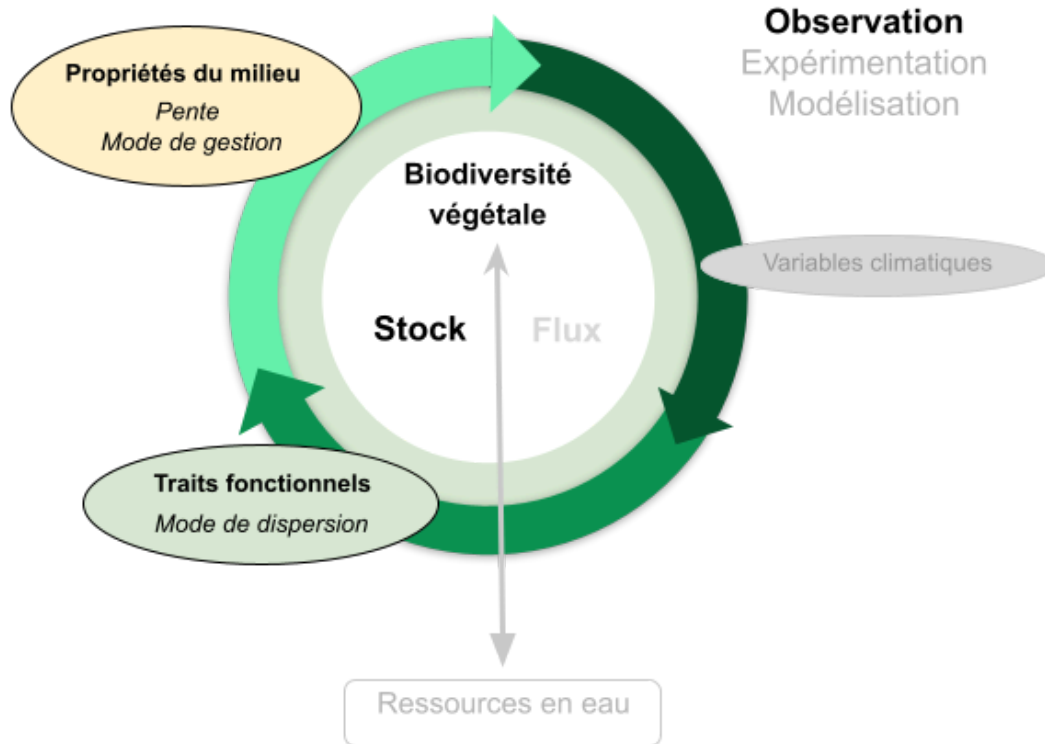 Observation
Expérimentation
Modélisation
Propriétés du milieu
Pente
Mode de gestion
Biodiversité
végétale
Variables climatiques
Stock
Flux
Traits fonctionnels
Mode de dispersion
Ressources en eau